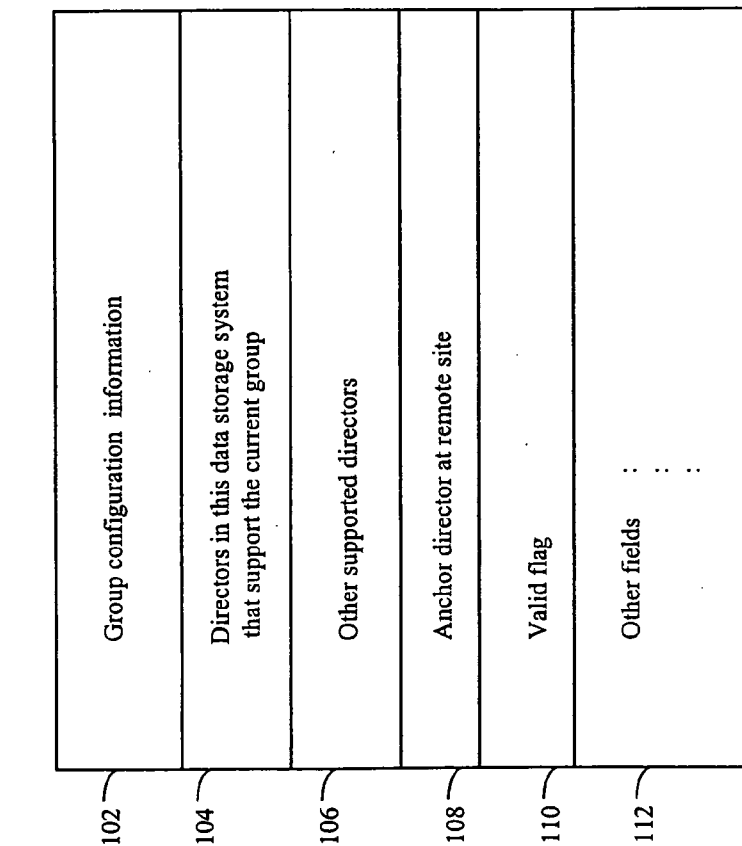 102
Group configuration information
104
Directors in this data storage system
that support the current group
106
Other supported directors
108
Anchor director at remote site
110
Valid flag
112
Other fields